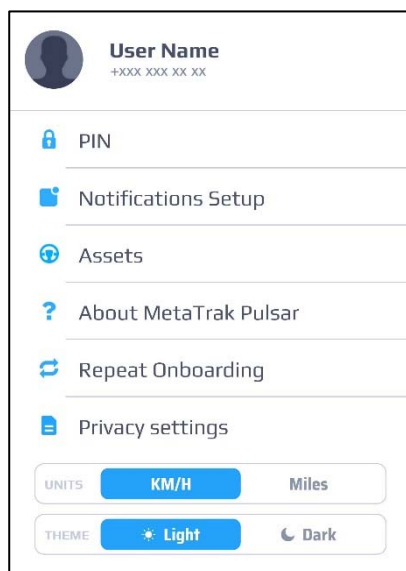 User Name
+xxx xxx xx xx
PIN
Notifications Setup
Assets
? About MetaTrak Pulsar
Repeat Onboarding
Privacy settings
UNITS KM/H Miles
THEME Light Dark